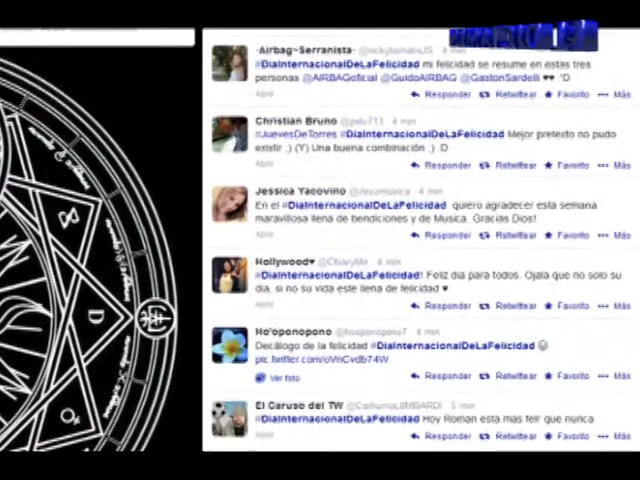 -Airbag-Serranista- 4 min
#DiaInternacionalDeLaFelicidad mi felicidad se resume en estas tres
personas @AIRBAGoficial @GuidoAIRBAG @GastonSardelli ♥♥ :'D
Abrir Responder Retwittear Favorito Más
Christian Bruno @pelu713 4 min
#JuevesDeTorres #DiaInternacionalDeLaFelicidad Mejor pretexto no pudo
existir ;) (Y) Una buena combinación ;) :D
Abrir Responder Retwittear Favorito Más
Jessica Yacovino 4 min
En el #DiaInternacionalDeLaFelicidad quiero agradecer esta semana
maravillosa llena de bendiciones y de Musica. Gracias Dios!
Abrir Responder Retwittear Favorito Más
Hollywood♥ 4 min
#DiaInternacionalDeLaFelicidad! Feliz dia para todos. Ojala que no solo su
dia, si no su vida este llena de felicidad ♥
Abrir Responder Retwittear Favorito Más
Ho'oponopono @hooponopono7 4 min
Decálogo de la felicidad #DiaInternacionalDeLaFelicidad
pic.twitter.com/oVnCvdb74W
Ver foto Responder Retwittear Favorito Más
El Caruso del TW 5 min
#DiaInternacionalDeLaFelicidad Hoy Roman esta mas feli' que nunca
Abrir Responder Retwittear Favorito Más
D